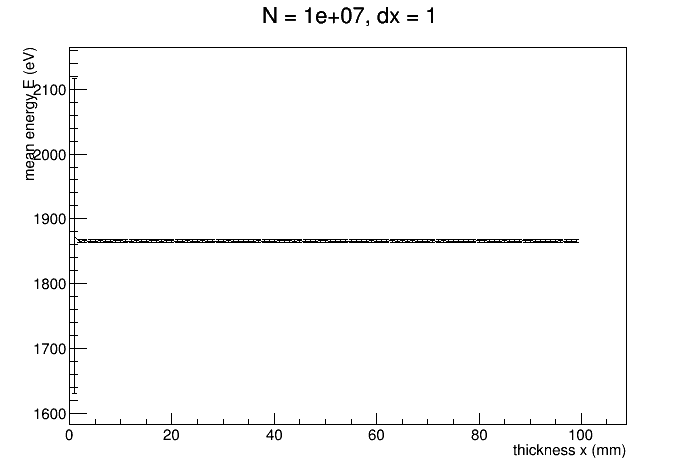 N = 1e+07, dx = 1
mean energy E (eV)
2100
2000
1900
1800
1700
1600
0 20 40 60 80 100
thickness x (mm)